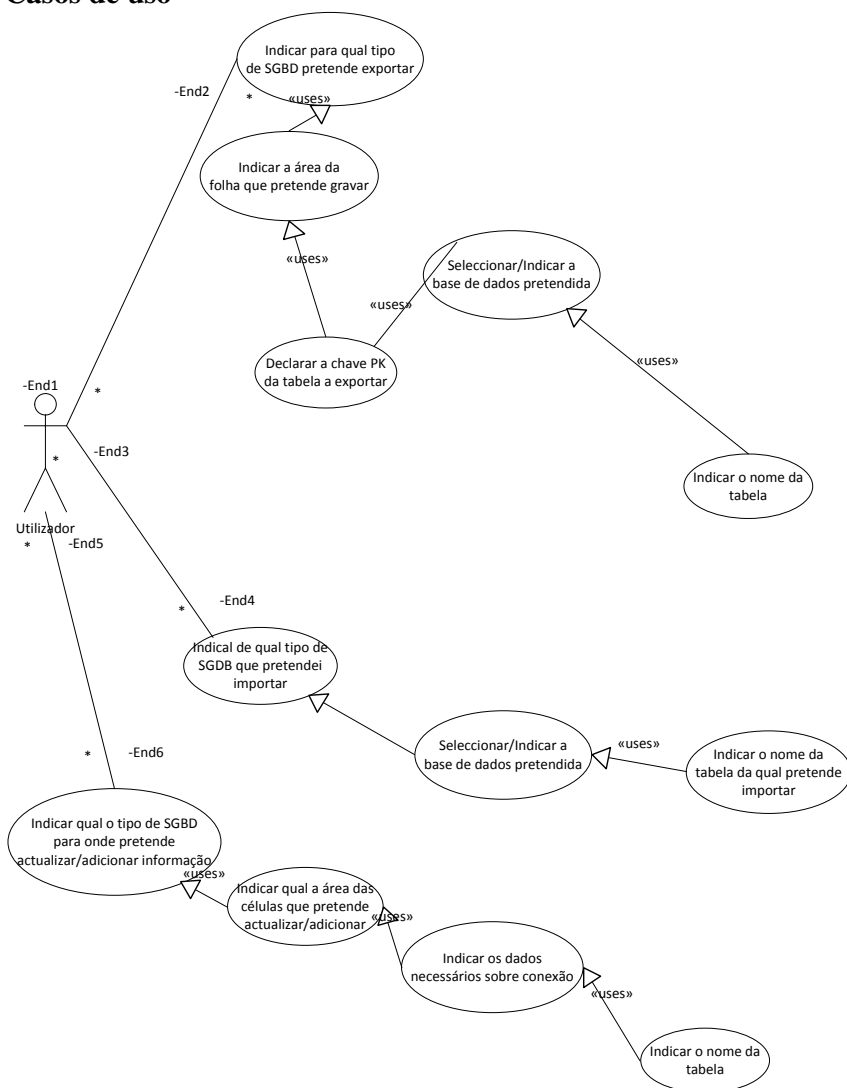 Casos de uso
Indicar para qual tipo
de SGBD pretende exportar
-End2
*
«uses»
Indicar a área da
folha que pretende gravar
«uses»
Seleccionar/Indicar a
base de dados pretendida
«uses»
Declarar a chave PK
da tabela a exportar
«uses»
-End1
*
-End3
*
Indicar o nome da
tabela
Utilizador
*
-End5
-End4
*
Indical de qual tipo de
SGDB que pretendei
importar
-End6
*
Seleccionar/Indicar a
base de dados pretendida
«uses»
Indicar o nome da
tabela da qual pretende
importar
Indicar qual o tipo de SGBD
para onde pretende
actualizar/adicionar informação
«uses»
Indicar qual a área das
células que pretende
actualizar/adicionar
«uses»
Indicar os dados
necessários sobre conexão
«uses»
Indicar o nome da
tabela